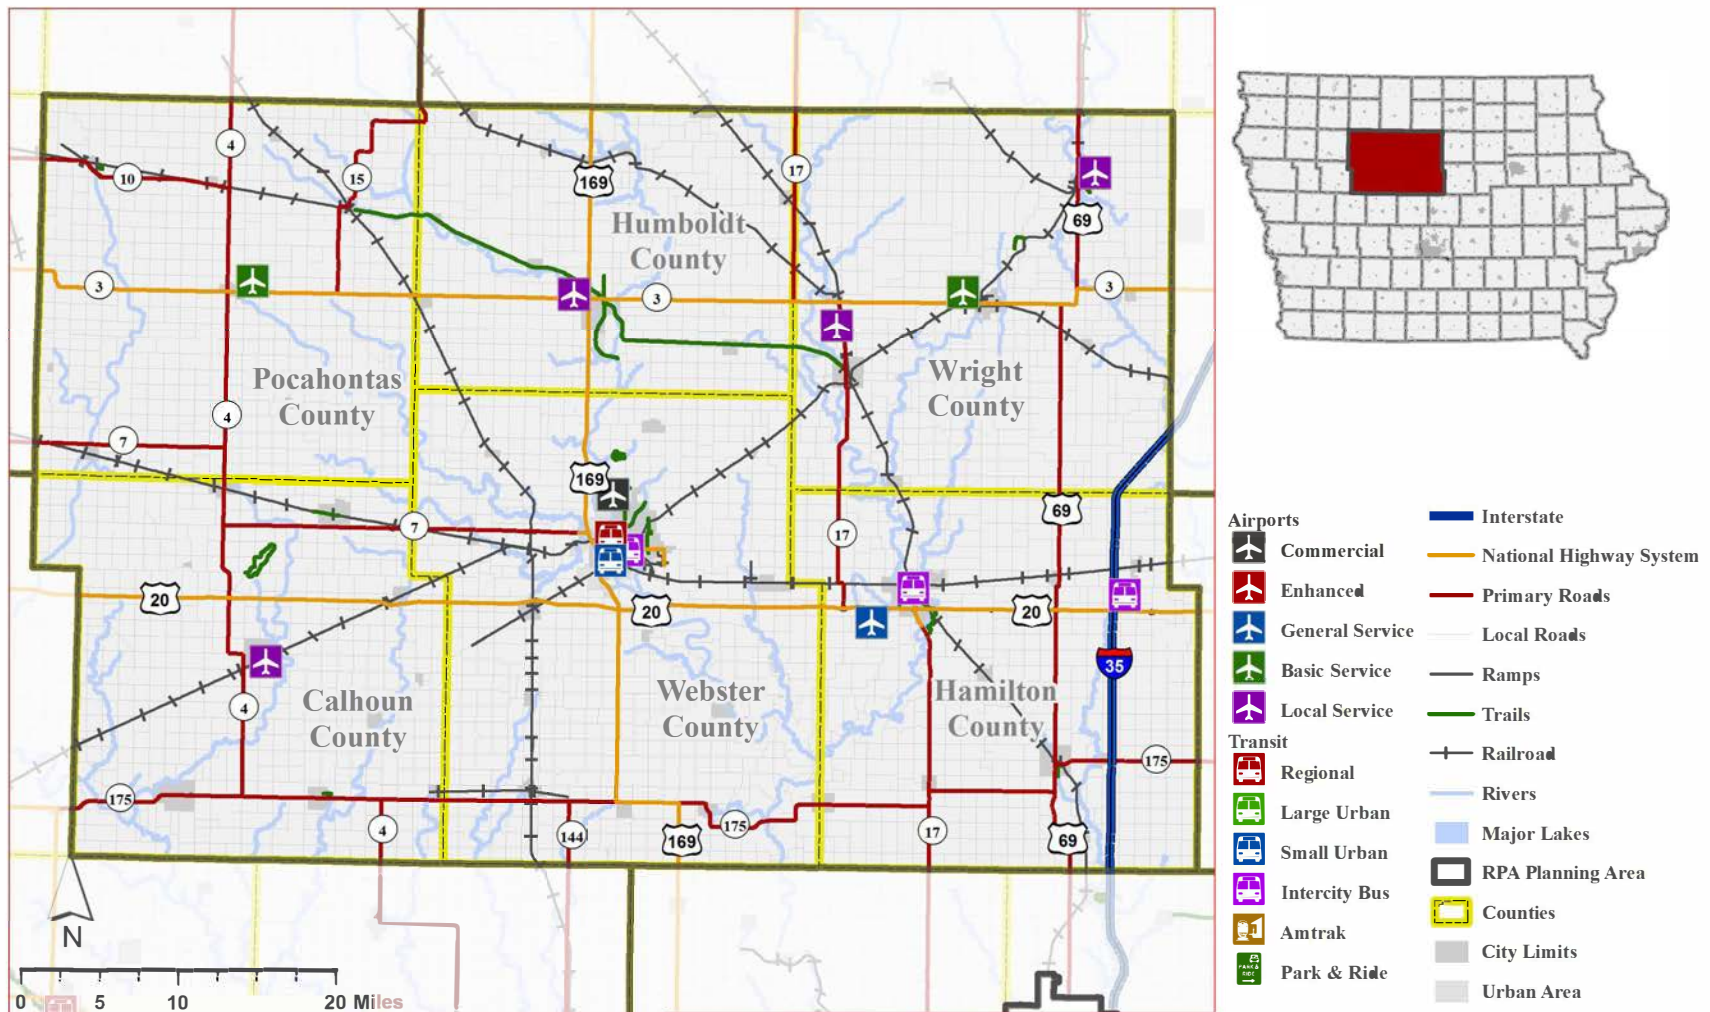 4
10
15
169
17
69
Humboldt
County
3
3
3
Pocahontas
County
Wright
County
4
7
169
69
7
17
20
20
20
35
4
Calhoun
County
Webster
County
Hamilton
County
175
175
4
144
169
175
17
69
N
0 5 10 20 Miles
Airports
Commercial
Enhanced
General Service
Basic Service
Local Service
Transit
Regional
Large Urban
Small Urban
Intercity Bus
Amtrak
PARK &
RIDE
Park & Ride
Interstate
National Highway System
Primary Roads
Local Roads
Ramps
Trails
Railroad
Rivers
Major Lakes
RPA Planning Area
Counties
City Limits
Urban Area